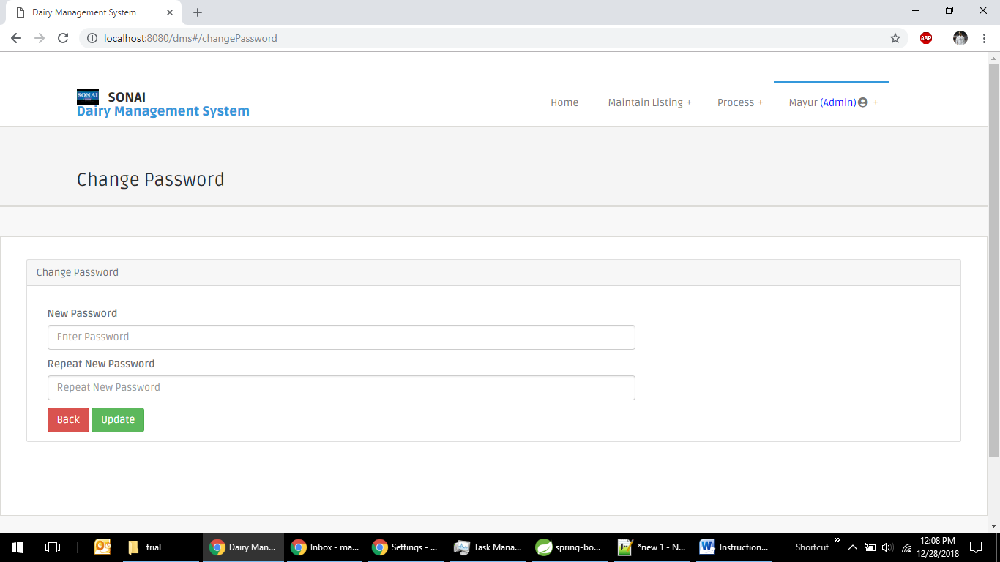 Dairy Management System
localhost:8080/dms#/changePassword
ABP
SONAI SONAI
Dairy Management System
Home Maintain Listing + Process + Mayur (Admin) +
Change Password
Change Password
New Password
Enter Password
Repeat New Password
Repeat New Password
Back Update
trial Dairy Man... Inbox - ma... Settings - ... Task Mana... spring-bo... *new 1 - N... Instruction... Shortcut
12:08 PM
12/28/2018